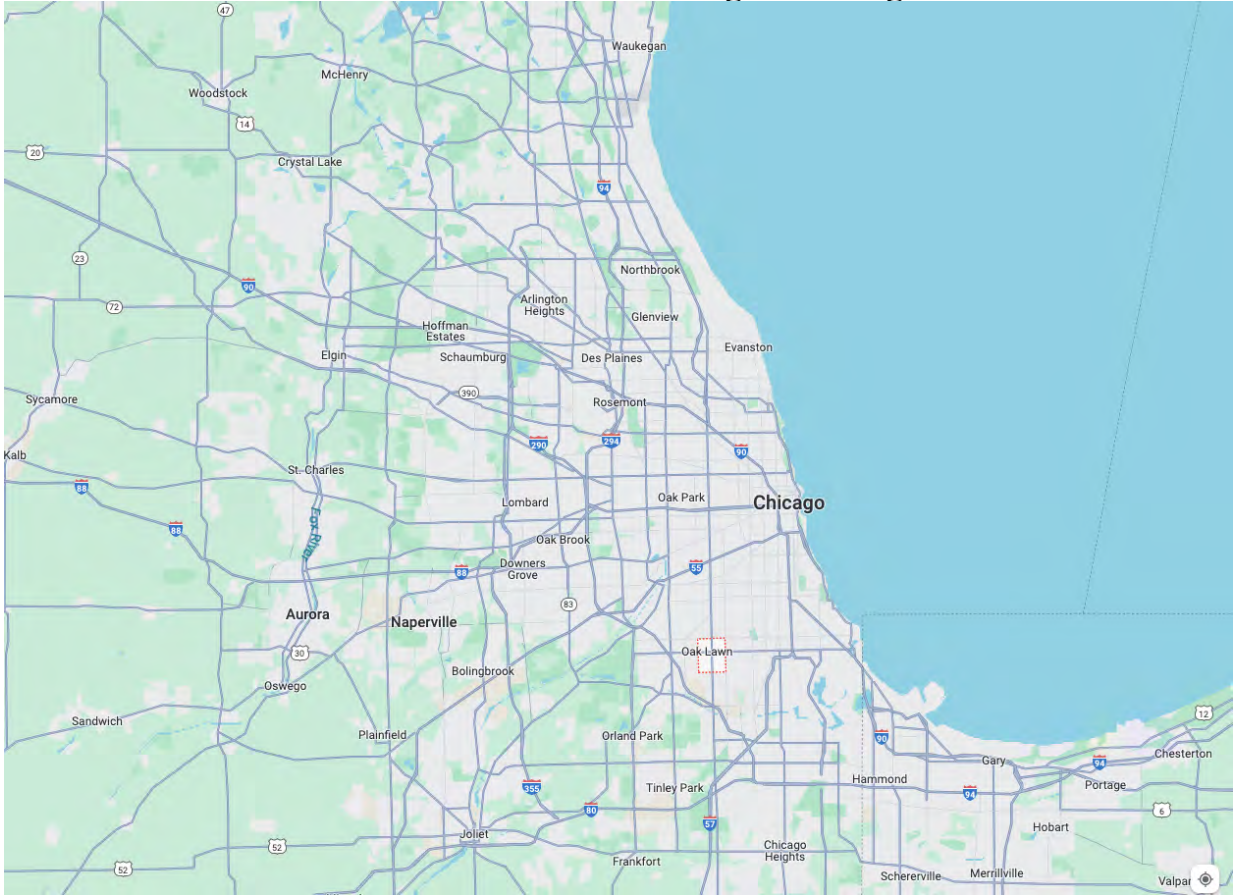 47
Waukegan
McHenry
Woodstock
14
20
Crystal Lake
94
23
Northbrook
90
72
Arlington
Heights
Glenview
Hoffman
Estates
Evanston
Elgin
Schaumburg
Des Plaines
390
Sycamore
Rosemont
290
294
90
Kalb
St. Charles
88
Oak Park
Chicago
Lombard
Fox River
88
Oak Brook
Downers
Grove
55
88
83
Aurora
Naperville
30
Oak Lawn
Bolingbrook
Oswego
Sandwich
12
Plainfield
Orland Park
90
Chesterton
Gary
94
Hammond
Portage
Tinley Park
355
94
80
6
57
Hobart
Joliet
52
Chicago
Heights
52
Frankfort
Schererville
Merrillville
Valpar